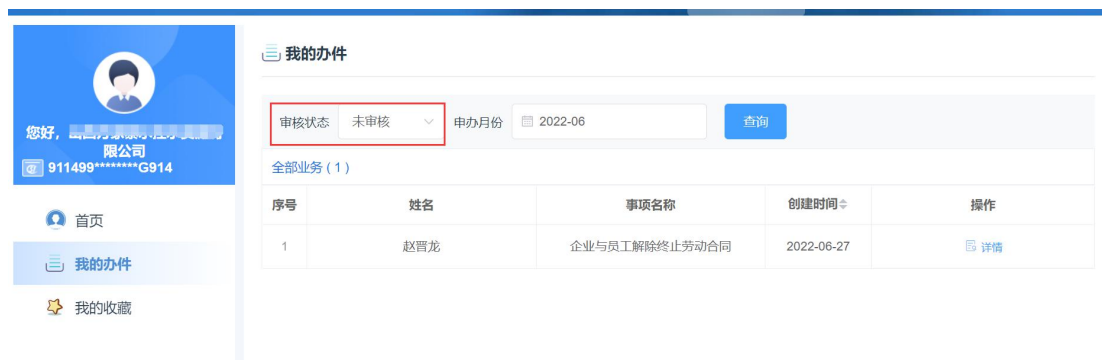 我的办件
审核状态 未审核 申办月份 2022-06 查询
您好，
限公司
911499********G914
全部业务 ( 1 )
序号 姓名 事项名称 创建时间 操作
1 赵晋龙 企业与员工解除终止劳动合同 2022-06-27 详情
首页
我的办件
我的收藏